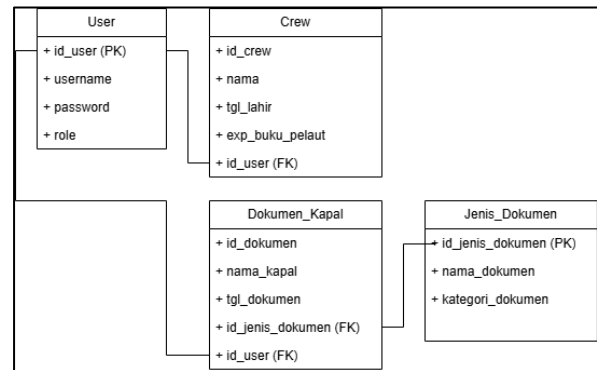 User
+ id_user (PK)
+ username
+ password
+ role
Crew
+ id_crew
+ nama
+ tgl_lahir
+ exp_buku_pelaut
+ id_user (FK)
Dokumen_Kapal
+ id_dokumen
+ nama_kapal
+ tgl_dokumen
+ id_jenis_dokumen (FK)
+ id_user (FK)
Jenis_Dokumen
+ id_jenis_dokumen (PK)
+ nama_dokumen
+ kategori_dokumen